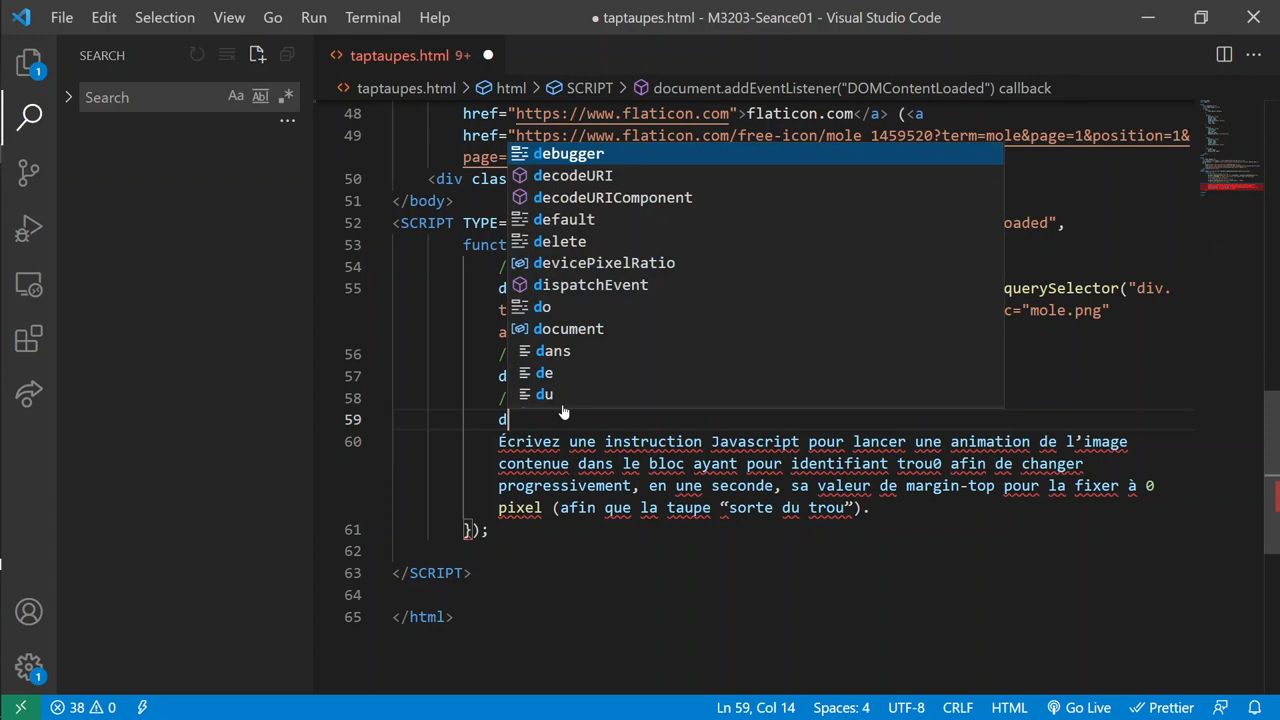 File Edit Selection View Go Run Terminal Help
● taptaupes.html - M3203-Seance01 - Visual Studio Code
SEARCH
Search
Aa Abl .*
taptaupes.html 9+
taptaupes.html > html > SCRIPT > document.addEventListener("DOMContentLoaded") callback
48 href="https://www.flaticon.com">flaticon.com</a> (<a
49 href="https://www.flaticon.com/free-icon/mole_1459520?term=mole&page=1&position=1&
page=
debugger
decodeURI
decodeURIComponent
default
delete
devicePixelRatio
dispatchEvent
do
document
dans
de
du
50 <div clas
51 </body>
52 <SCRIPT TYPE= oaded",
53 funct
54 /
55 d querySelector("div.
t c="mole.png"
a
56 /
57 d
58 /
59 d
60 Écrivez une instruction Javascript pour lancer une animation de l’image
contenue dans le bloc ayant pour identifiant trou0 afin de changer
progressivement, en une seconde, sa valeur de margin-top pour la fixer à 0
pixel (afin que la taupe “sorte du trou”).
61 });
62
63 </SCRIPT>
64
65 </html>
1
1
38 0
Ln 59, Col 14 Spaces: 4 UTF-8 CRLF HTML Go Live Prettier